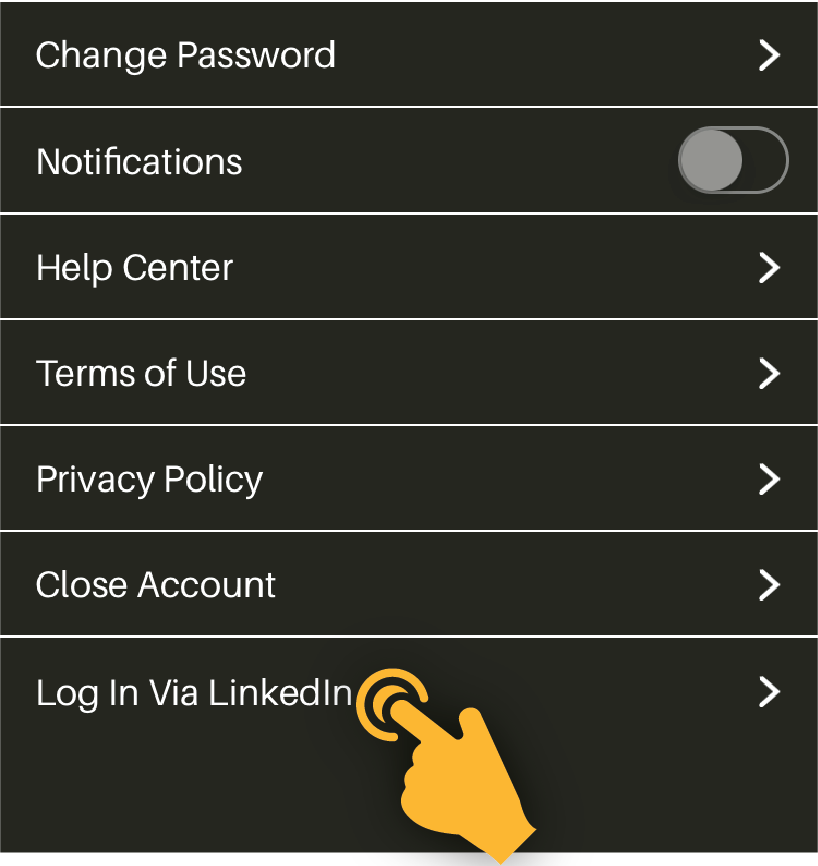 Change Password
Notifications
Help Center
Terms of Use
Privacy Policy
Close Account
Log In Via LinkedIn